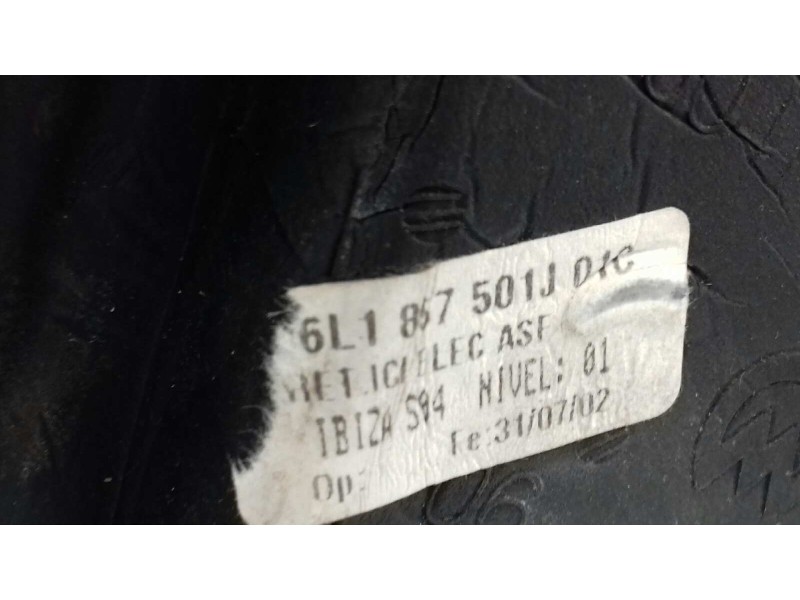 6L1 857 501J
RET.IC/ELEC ASF
IBIZA S94 NIVEL: 01
Op: Fe:31/07/02